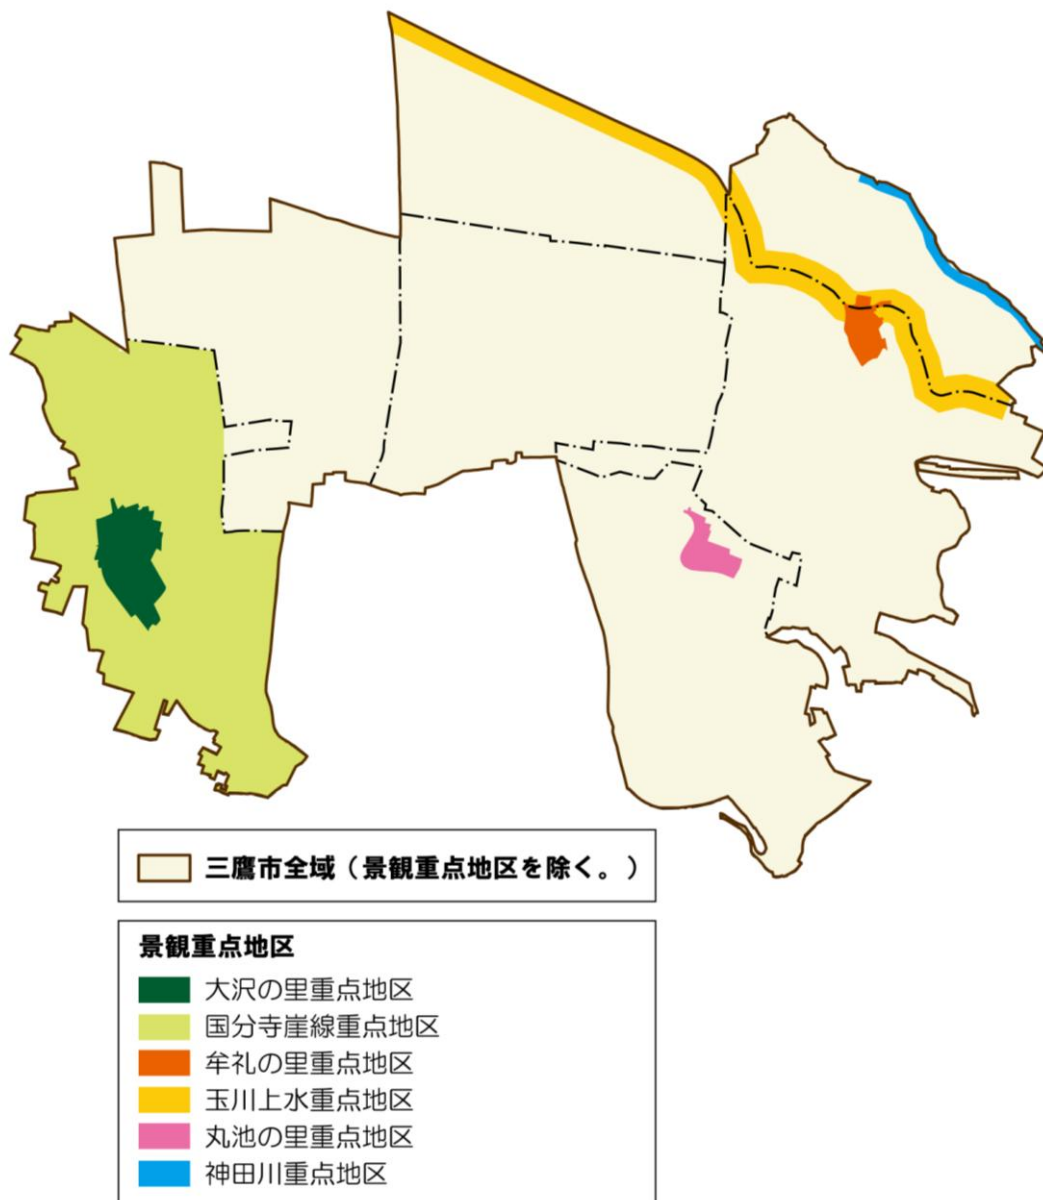 三鷹市全域（景観重点地区を除く。）
景観重点地区
大沢の里重点地区
国分寺崖線重点地区
牟礼の里重点地区
玉川上水重点地区
丸池の里重点地区
神田川重点地区